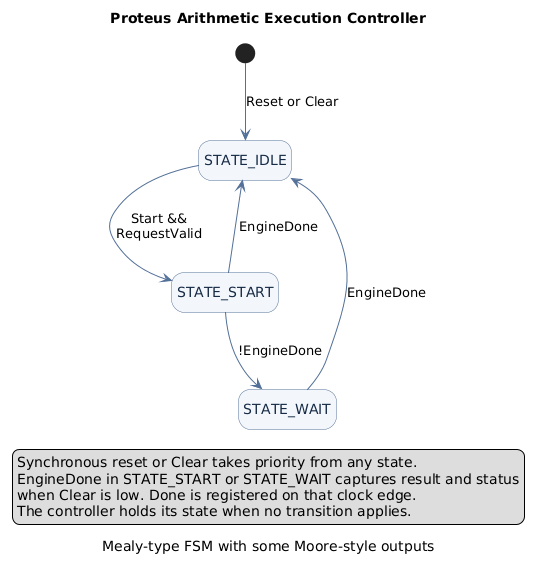 Proteus Arithmetic Execution Controller
Reset or Clear
STATE_IDLE
Start &&
RequestValid
EngineDone
STATE_START
EngineDone
!EngineDone
STATE_WAIT
Synchronous reset or Clear takes priority from any state.
EngineDone in STATE_START or STATE_WAIT captures result and status
when Clear is low. Done is registered on that clock edge.
The controller holds its state when no transition applies.
Mealy-type FSM with some Moore-style outputs